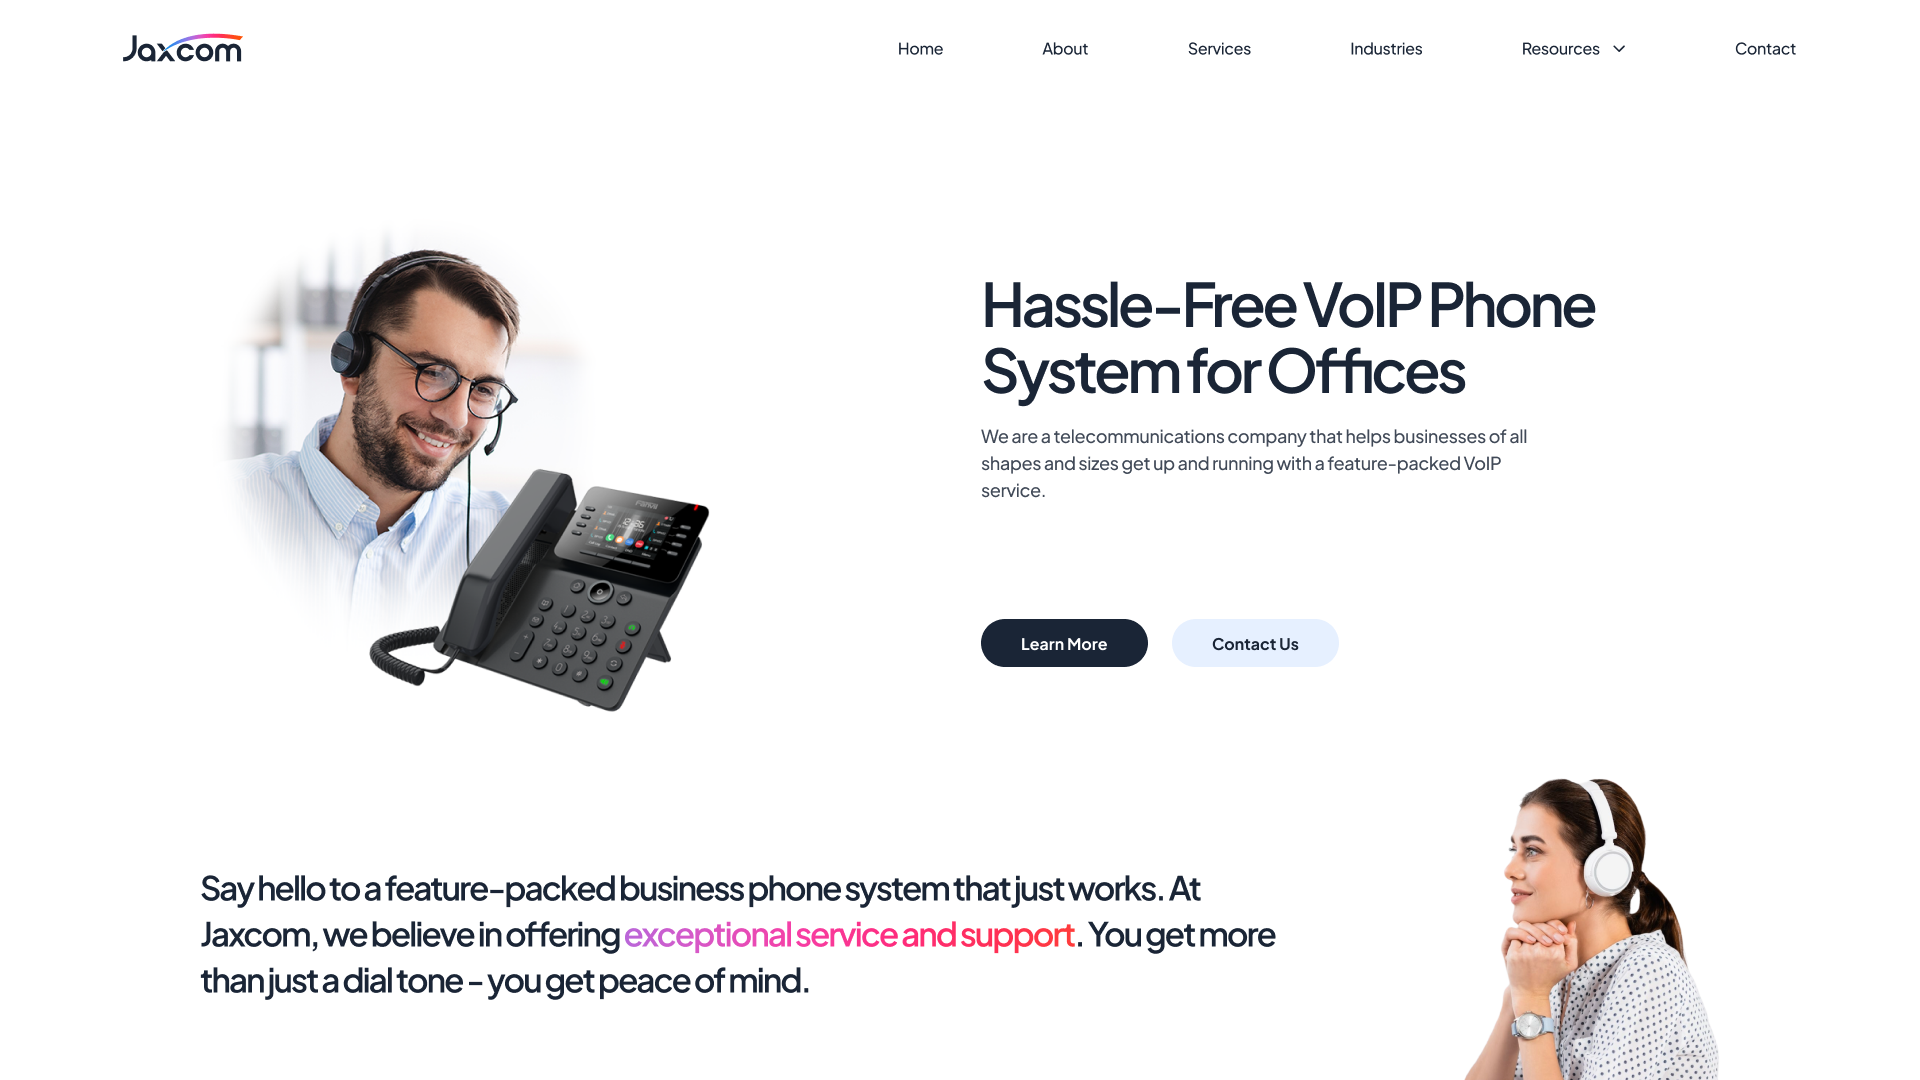 Jaxcom
Home
About
Services
Industries
Resources
Contact
Hassle-Free VoIP Phone
System for Offices
We are a telecommunications company that helps businesses of all
shapes and sizes get up and running with a feature-packed VoIP
service.
Learn More
Contact Us
Say hello to a feature-packed business phone system that just works. At
Jaxcom, we believe in offering exceptional service and support. You get more
than just a dial tone - you get peace of mind.